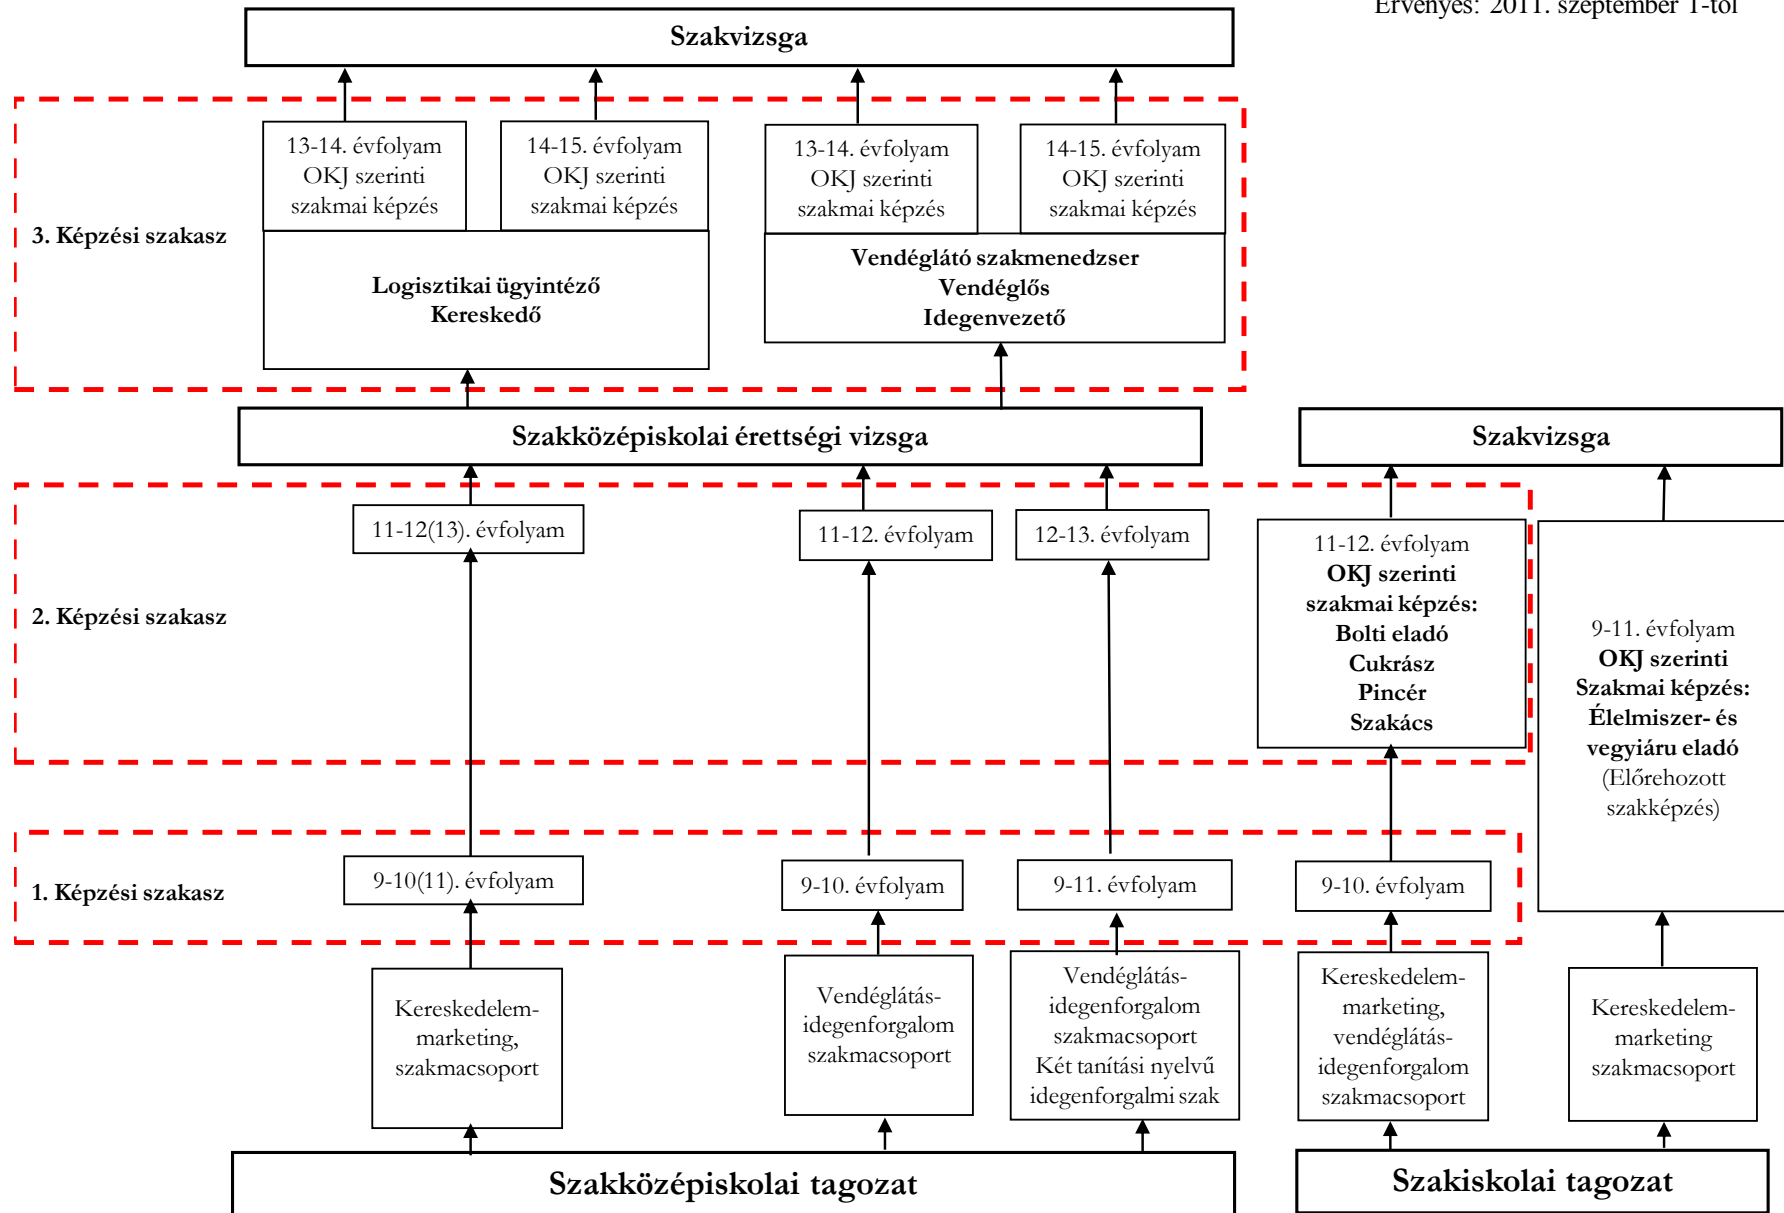 Érvényes: 2011. szeptember 1-től
Szakvizsga
13-14. évfolyam
OKJ szerinti
szakmai képzés
14-15. évfolyam
OKJ szerinti
szakmai képzés
13-14. évfolyam
OKJ szerinti
szakmai képzés
14-15. évfolyam
OKJ szerinti
szakmai képzés
3. Képzési szakasz
Logisztikai ügyintéző
Kereskedő
Vendéglátó szakmenedzser
Vendéglős
Idegenvezető
Szakközépiskolai érettségi vizsga
Szakvizsga
11-12(13). évfolyam
11-12. évfolyam
12-13. évfolyam
11-12. évfolyam
OKJ szerinti
szakmai képzés:
Bolti eladó
Cukrász
Pincér
Szakács
2. Képzési szakasz
9-11. évfolyam
OKJ szerinti
Szakmai képzés:
Élelmiszer- és
vegyiáru eladó
(Előrehozott
szakképzés)
1. Képzési szakasz
9-10(11). évfolyam
9-10. évfolyam
9-11. évfolyam
9-10. évfolyam
Kereskedelem-
marketing,
szakmacsoport
Vendéglátás-
idegenforgalom
szakmacsoport
Vendéglátás-
idegenforgalom
szakmacsoport
Két tanítási nyelvű
idegenforgalmi szak
Kereskedelem-
marketing,
vendéglátás-
idegenforgalom
szakmacsoport
Kereskedelem-
marketing
szakmacsoport
Szakközépiskolai tagozat
Szakiskolai tagozat